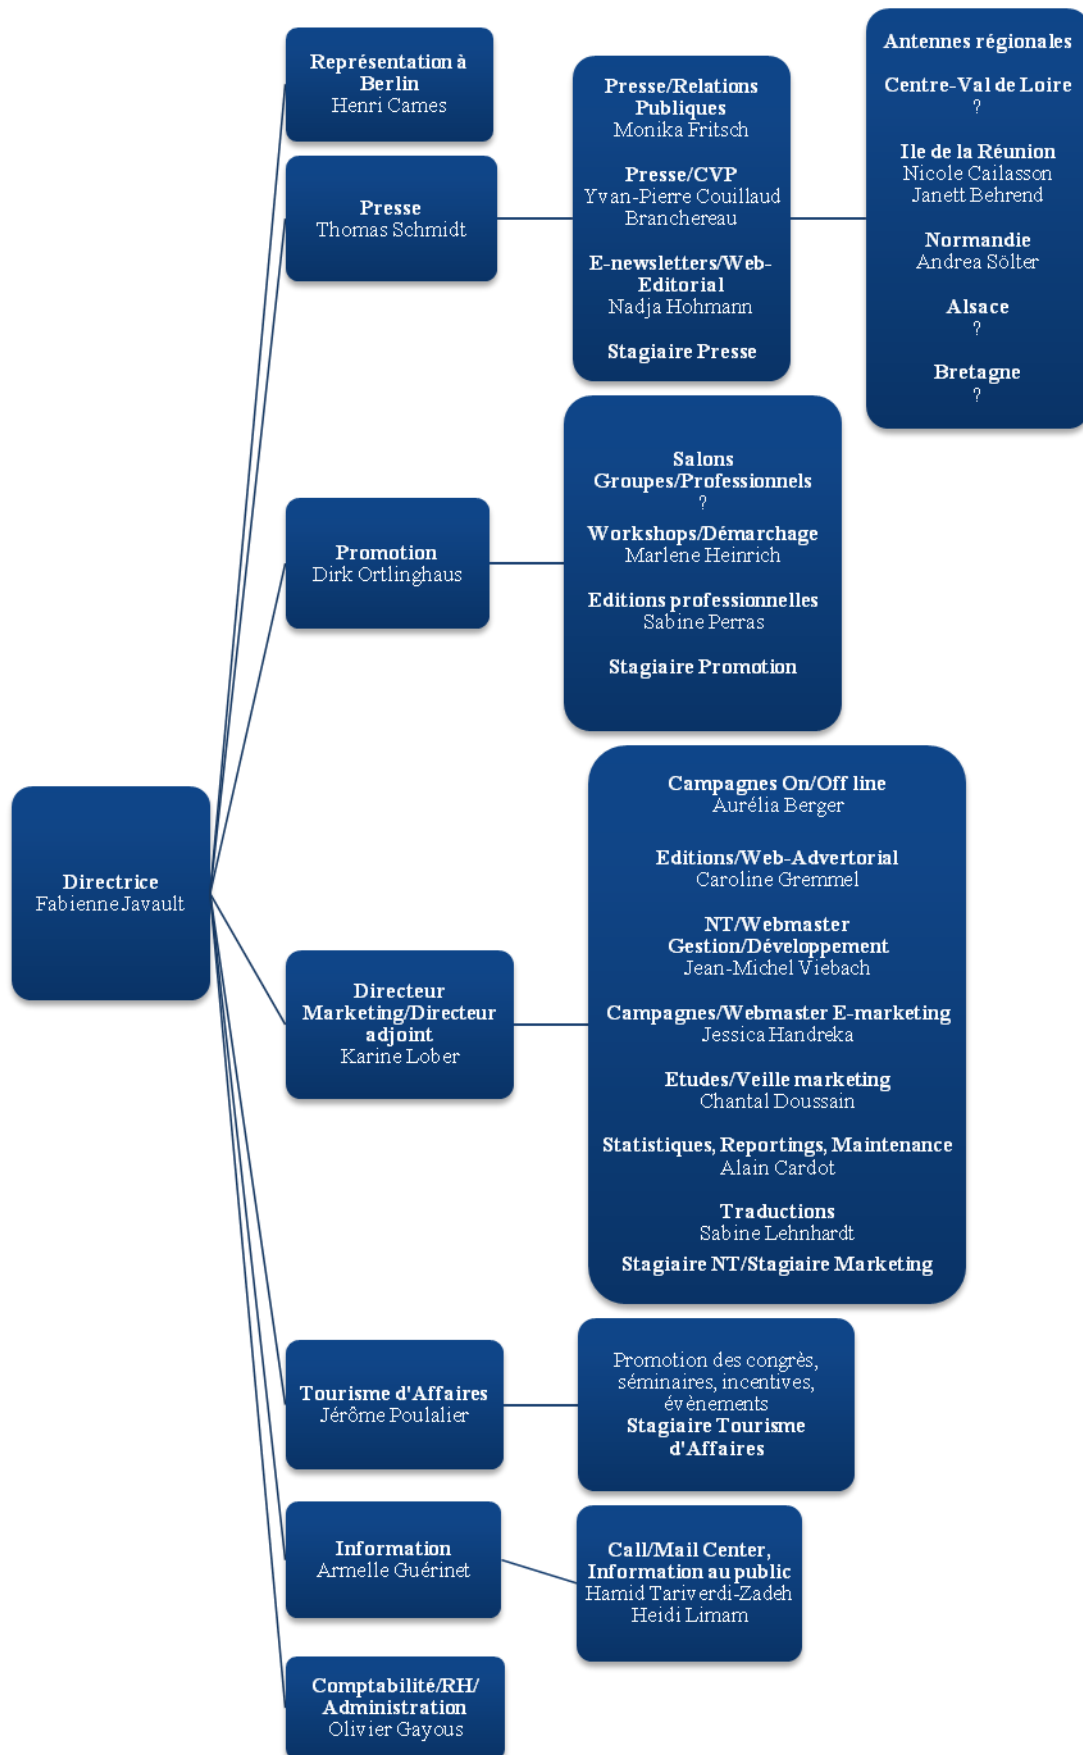 Directrice
Fabienne Javault
Représentation à
Berlin
Henri Cames
Presse
Thomas Schmidt
Presse/Relations
Publiques
Monika Fritsch
Presse/CVP
Yvan-Pierre Couillaud
Branchereau
E-newsletters/Web-
Editorial
Nadja Hohmann
Stagiaire Presse
Antennes régionales
Centre-Val de Loire
?
Ile de la Réunion
Nicole Cailasson
Janett Behrend
Normandie
Andrea Sölter
Alsace
?
Bretagne
?
Promotion
Dirk Ortlinghaus
Salons
Groupes/Professionnels
?
Workshops/Démarchage
Marlene Heinrich
Editions professionnelles
Sabine Perras
Stagiaire Promotion
Directeur
Marketing/Directeur
adjoint
Karine Lober
Campagnes On/Off line
Aurélia Berger
Editions/Web-Advertorial
Caroline Gremmel
NT/Webmaster
Gestion/Développement
Jean-Michel Viebach
Campagnes/Webmaster E-marketing
Jessica Handreka
Etudes/Veille marketing
Chantal Doussain
Statistiques, Reportings, Maintenance
Alain Cardot
Traductions
Sabine Lehnhardt
Stagiaire NT/Stagiaire Marketing
Tourisme d'Affaires
Jérôme Poulalier
Promotion des congrès,
séminaires, incentives,
évènements
Stagiaire Tourisme
d'Affaires
Information
Armelle Guérinet
Call/Mail Center,
Information au public
Hamid Tariverdi-Zadeh
Heidi Limam
Comptabilité/RH/
Administration
Olivier Gayous